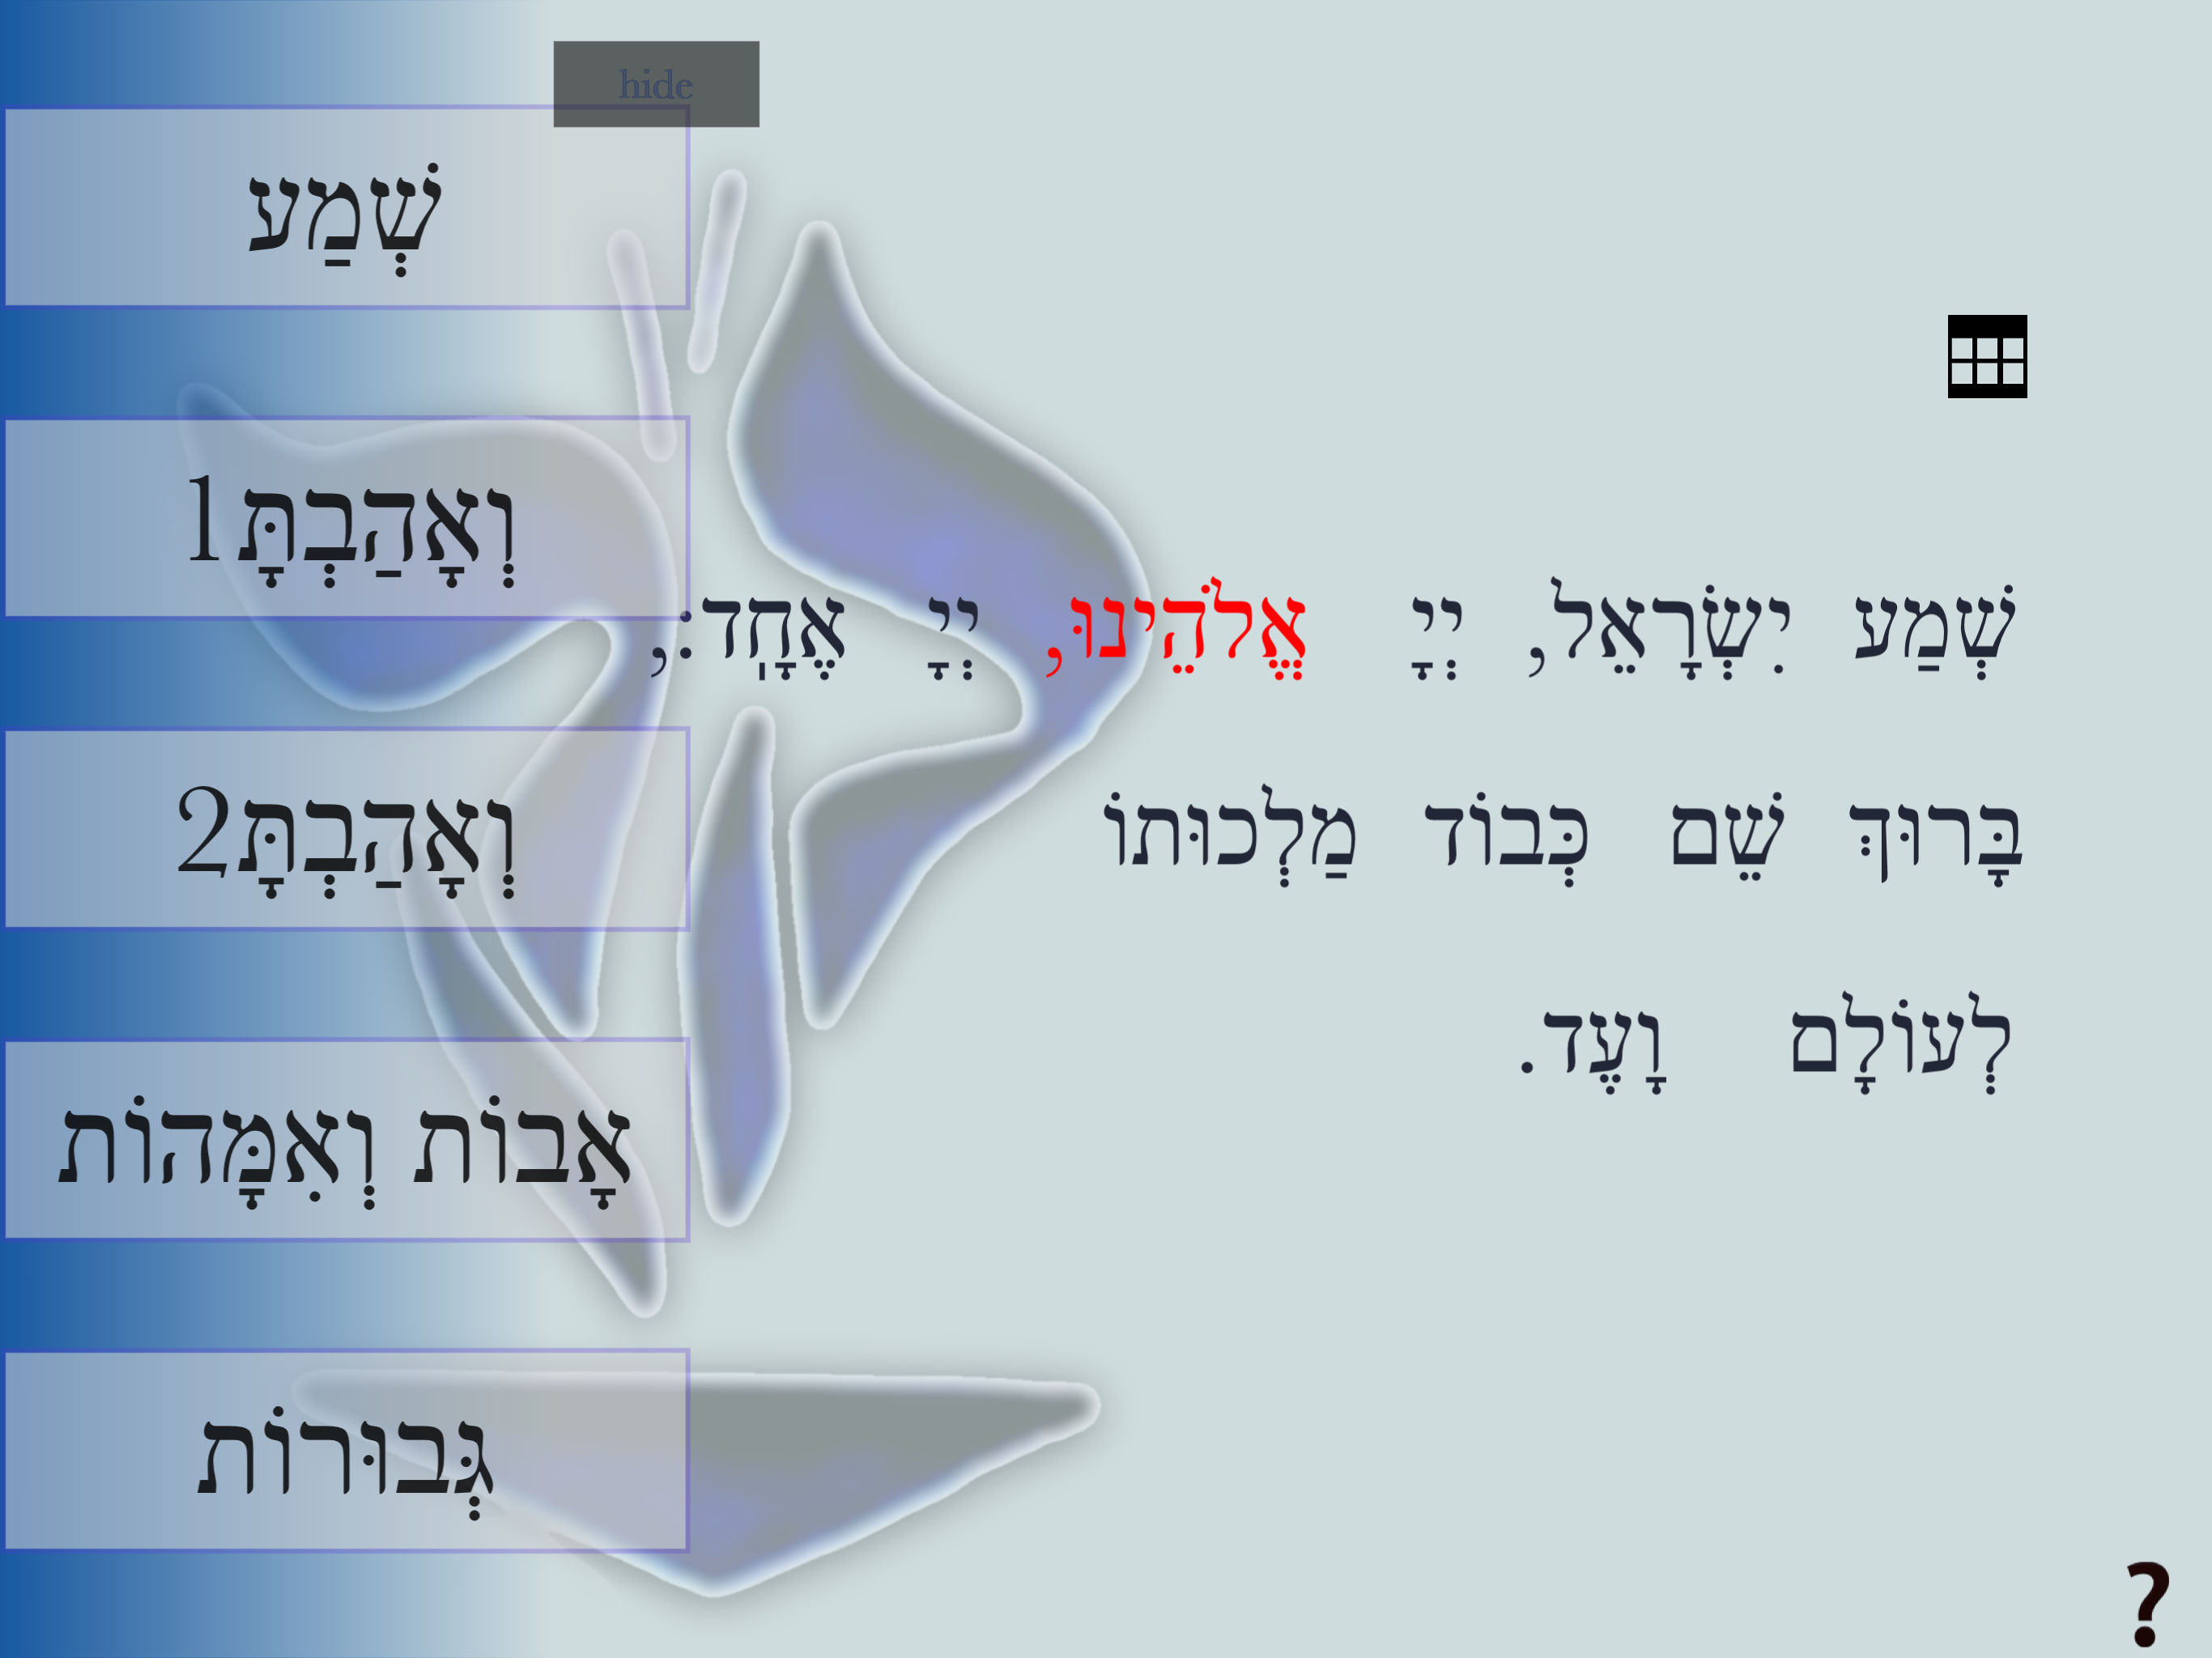 hide
שְׁמַע
וְאָהַבְתָּ1
וְאָהַבְתָּ2
אָבוֹת וְאִמָּהוֹת
גְּבוּרוֹת
שְׁמַע יִשְׂרָאֵל, יְיָ אֱלֹהֵינוּ, יְיָ אֶחָֽד:,
בָּרוּךְ שֵׁם כְּבוֹד מַלְכוּתוֹ
לְעוֹלָם וָעֶד.
?